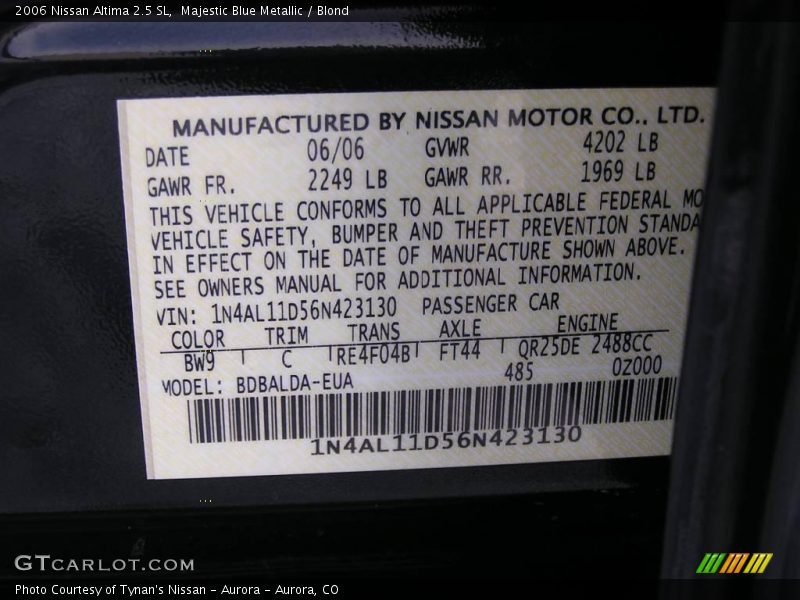 2006 Nissan Altima 2.5 SL,  Majestic Blue Metallic / Blond
MANUFACTURED BY NISSAN MOTOR CO., LTD.
DATE 06/06 GVWR 4202 LB
GAWR FR. 2249 LB GAWR RR. 1969 LB
THIS VEHICLE CONFORMS TO ALL APPLICABLE FEDERAL MO
VEHICLE SAFETY, BUMPER AND THEFT PREVENTION STANDA
IN EFFECT ON THE DATE OF MANUFACTURE SHOWN ABOVE.
SEE OWNERS MANUAL FOR ADDITIONAL INFORMATION.
VIN: 1N4AL11D56N423130 PASSENGER CAR
COLOR TRIM TRANS AXLE ENGINE
BW9 C RE4F04B FT44 QR25DE 2488CC
485 0Z000
MODEL: BDBALDA-EUA
1N4AL11D56N423130
GTCARLOT.COM
Photo Courtesy of Tynan's Nissan - Aurora - Aurora, CO